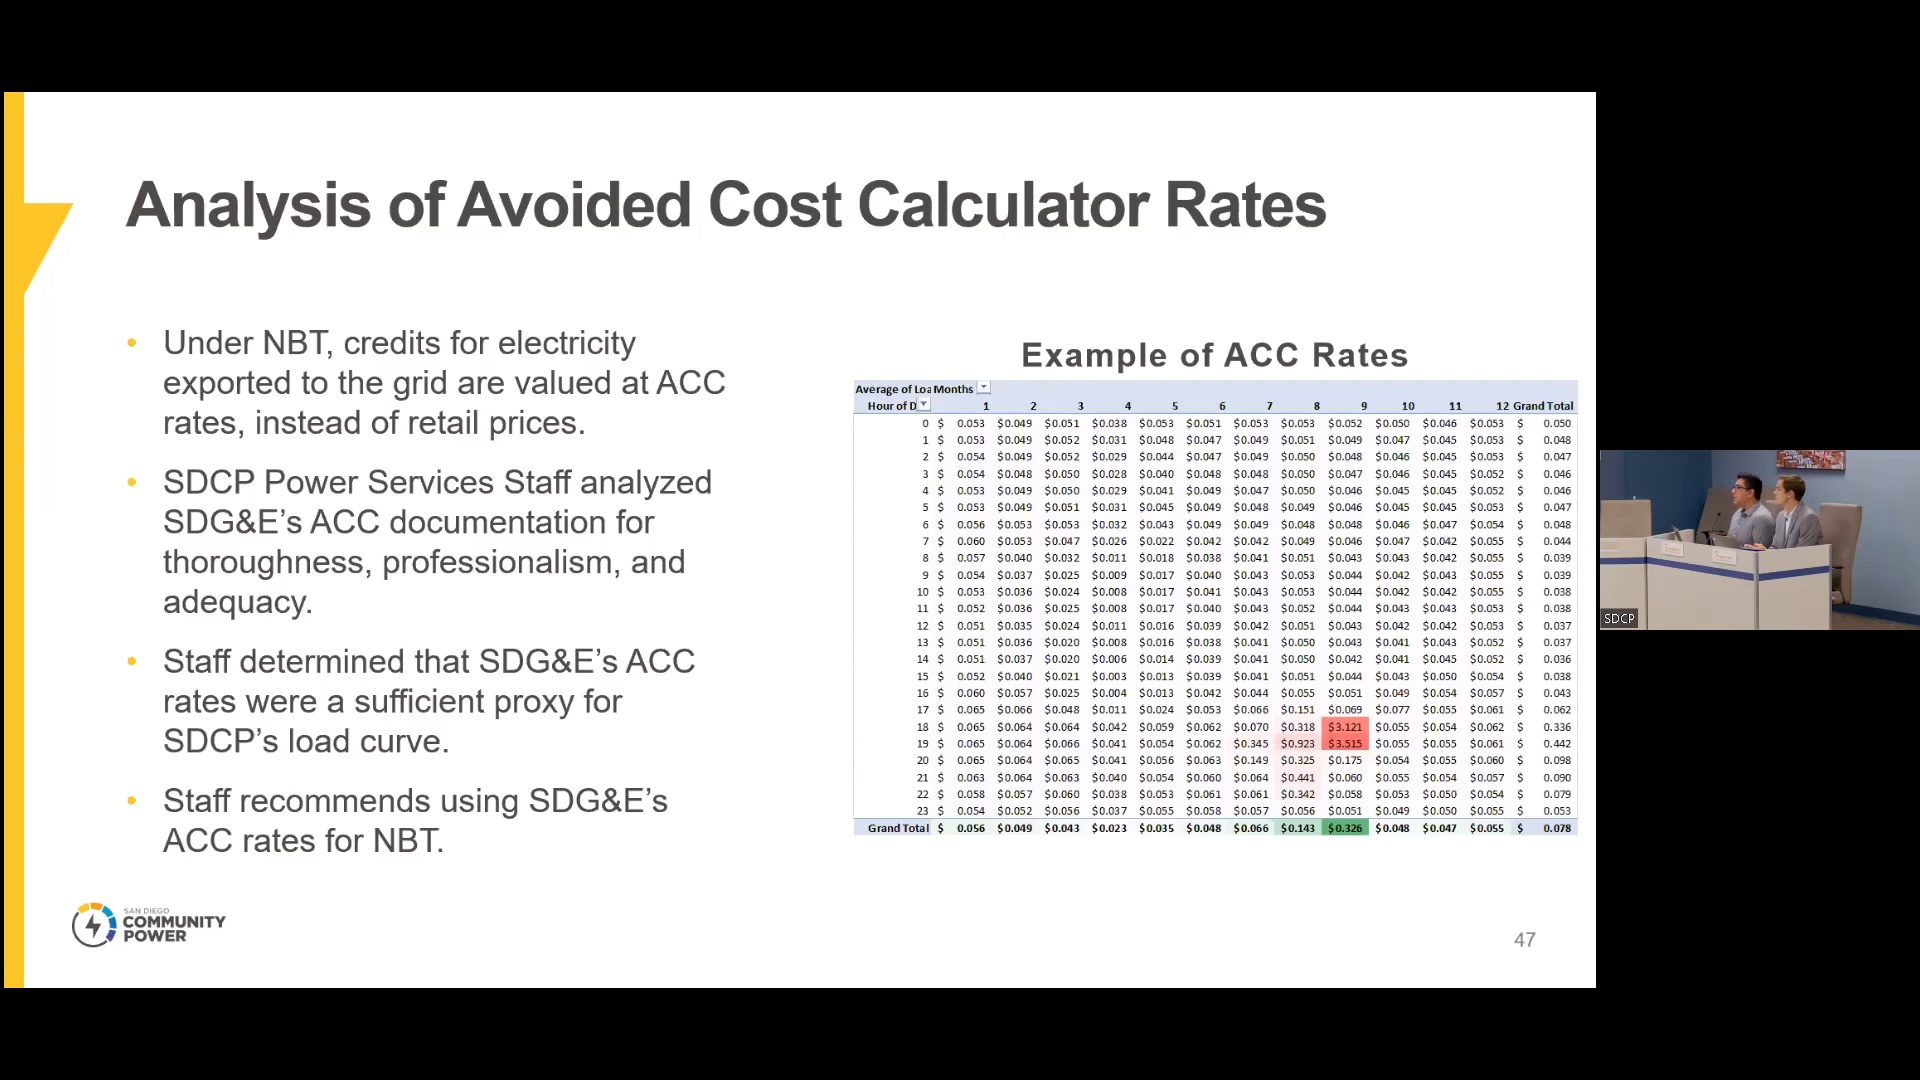 Analysis of Avoided Cost Calculator Rates
• Under NBT, credits for electricity
exported to the grid are valued at ACC
rates, instead of retail prices.
• SDCP Power Services Staff analyzed
SDG&E’s ACC documentation for
thoroughness, professionalism, and
adequacy.
• Staff determined that SDG&E’s ACC
rates were a sufficient proxy for
SDCP’s load curve.
• Staff recommends using SDG&E’s
ACC rates for NBT.
Example of ACC Rates
Average of Loa Months
Hour of D 1 2 3 4 5 6 7 8 9 10 11 12 Grand Total
0 $ 0.053 $0.049 $0.051 $0.038 $0.053 $0.051 $0.053 $0.053 $0.052 $0.050 $0.046 $0.053 $ 0.050
1 $ 0.053 $0.049 $0.052 $0.031 $0.048 $0.047 $0.049 $0.051 $0.049 $0.047 $0.045 $0.053 $ 0.048
2 $ 0.054 $0.049 $0.052 $0.029 $0.044 $0.047 $0.049 $0.050 $0.048 $0.046 $0.045 $0.053 $ 0.047
3 $ 0.054 $0.048 $0.050 $0.028 $0.040 $0.048 $0.048 $0.050 $0.047 $0.046 $0.045 $0.052 $ 0.046
4 $ 0.053 $0.049 $0.050 $0.029 $0.041 $0.049 $0.047 $0.050 $0.046 $0.045 $0.045 $0.052 $ 0.046
5 $ 0.053 $0.049 $0.051 $0.031 $0.045 $0.049 $0.048 $0.049 $0.046 $0.045 $0.045 $0.053 $ 0.047
6 $ 0.056 $0.053 $0.053 $0.032 $0.043 $0.049 $0.049 $0.048 $0.048 $0.046 $0.047 $0.054 $ 0.048
7 $ 0.060 $0.053 $0.047 $0.026 $0.022 $0.042 $0.042 $0.049 $0.046 $0.047 $0.042 $0.055 $ 0.044
8 $ 0.057 $0.040 $0.032 $0.011 $0.018 $0.038 $0.041 $0.051 $0.043 $0.043 $0.042 $0.055 $ 0.039
9 $ 0.054 $0.037 $0.025 $0.009 $0.017 $0.040 $0.043 $0.053 $0.044 $0.042 $0.043 $0.055 $ 0.039
10 $ 0.053 $0.036 $0.024 $0.008 $0.017 $0.041 $0.043 $0.053 $0.044 $0.042 $0.042 $0.055 $ 0.038
11 $ 0.052 $0.036 $0.025 $0.008 $0.017 $0.040 $0.043 $0.052 $0.044 $0.043 $0.043 $0.053 $ 0.038
12 $ 0.051 $0.035 $0.024 $0.011 $0.016 $0.039 $0.042 $0.051 $0.043 $0.042 $0.042 $0.053 $ 0.037
13 $ 0.051 $0.036 $0.020 $0.008 $0.016 $0.038 $0.041 $0.050 $0.043 $0.041 $0.043 $0.052 $ 0.037
14 $ 0.051 $0.037 $0.020 $0.006 $0.014 $0.039 $0.041 $0.050 $0.042 $0.041 $0.045 $0.052 $ 0.036
15 $ 0.052 $0.040 $0.021 $0.003 $0.013 $0.039 $0.041 $0.051 $0.044 $0.043 $0.050 $0.054 $ 0.038
16 $ 0.060 $0.057 $0.025 $0.004 $0.013 $0.042 $0.044 $0.055 $0.051 $0.049 $0.054 $0.057 $ 0.043
17 $ 0.065 $0.066 $0.048 $0.011 $0.024 $0.053 $0.066 $0.151 $0.069 $0.077 $0.055 $0.061 $ 0.062
18 $ 0.065 $0.064 $0.064 $0.042 $0.059 $0.062 $0.070 $0.318 $3.121 $0.055 $0.054 $0.062 $ 0.336
19 $ 0.065 $0.064 $0.066 $0.041 $0.054 $0.062 $0.345 $0.923 $3.515 $0.055 $0.055 $0.061 $ 0.442
20 $ 0.065 $0.064 $0.065 $0.041 $0.056 $0.063 $0.149 $0.325 $0.175 $0.054 $0.055 $0.060 $ 0.098
21 $ 0.063 $0.064 $0.063 $0.040 $0.054 $0.060 $0.064 $0.441 $0.060 $0.055 $0.054 $0.057 $ 0.090
22 $ 0.058 $0.057 $0.060 $0.038 $0.053 $0.061 $0.061 $0.342 $0.058 $0.053 $0.050 $0.054 $ 0.079
23 $ 0.054 $0.052 $0.056 $0.037 $0.055 $0.058 $0.057 $0.056 $0.051 $0.049 $0.050 $0.055 $ 0.053
Grand Total $ 0.056 $0.049 $0.043 $0.023 $0.035 $0.048 $0.066 $0.143 $0.326 $0.048 $0.047 $0.055 $ 0.078
SAN DIEGO
COMMUNITY
POWER
47
SDCP